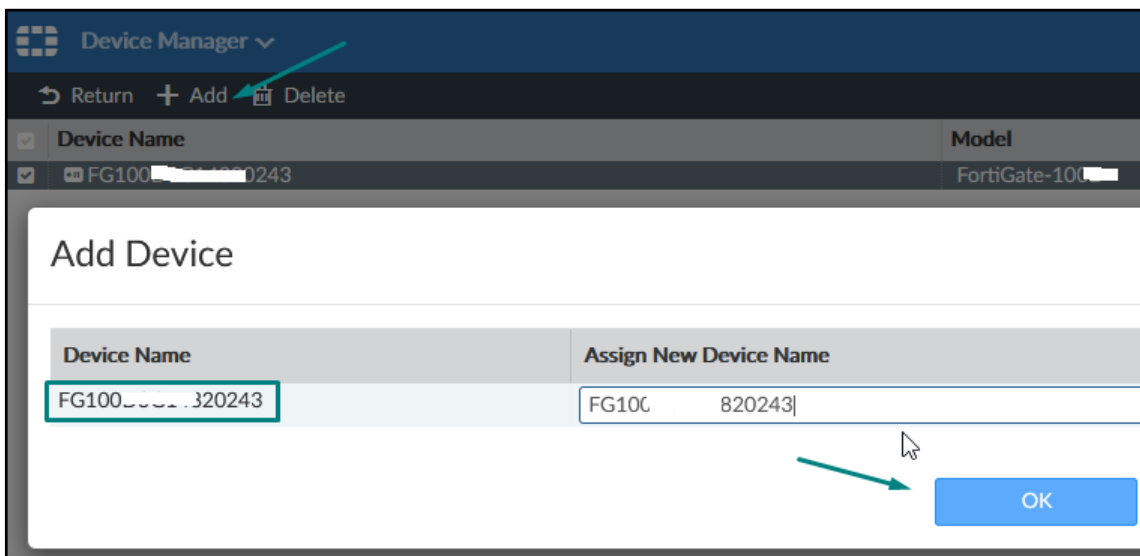 Device Manager
Return Add Delete
Device Name Model
Add Device
Device Name Assign New Device Name
OK